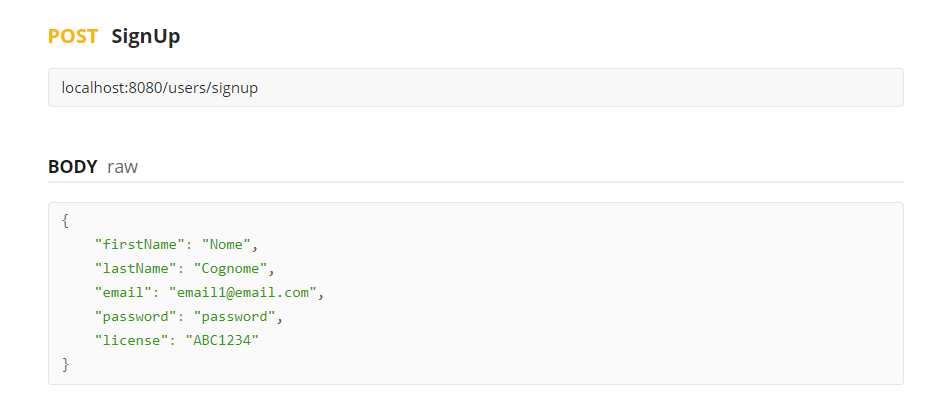 POST SignUp
localhost:8080/users/signup
BODY raw
{
    "firstName": "Nome",
    "lastName": "Cognome",
    "email": "email1@email.com",
    "password": "password",
    "license": "ABC1234"
}